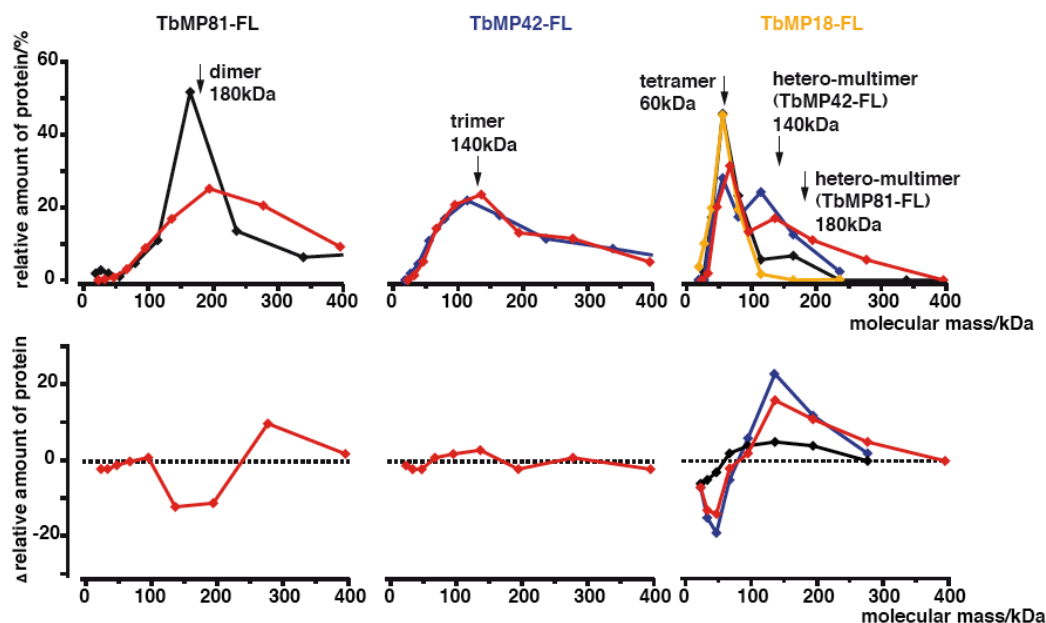 TbMP81-FL
TbMP42-FL
TbMP18-FL
relative amount of protein/%
60
40
20
0
dimer
180kDa
0 100 200 300 400
trimer
140kDa
0 100 200 300 400
tetramer
60kDa
hetero-multimer
(TbMP42-FL)
140kDa
hetero-multimer
(TbMP81-FL)
180kDa
0 100 200 300 400
molecular mass/kDa
Δ relative amount of protein
20
0
-20
0 100 200 300 400
0 100 200 300 400
0 100 200 300 400
molecular mass/kDa